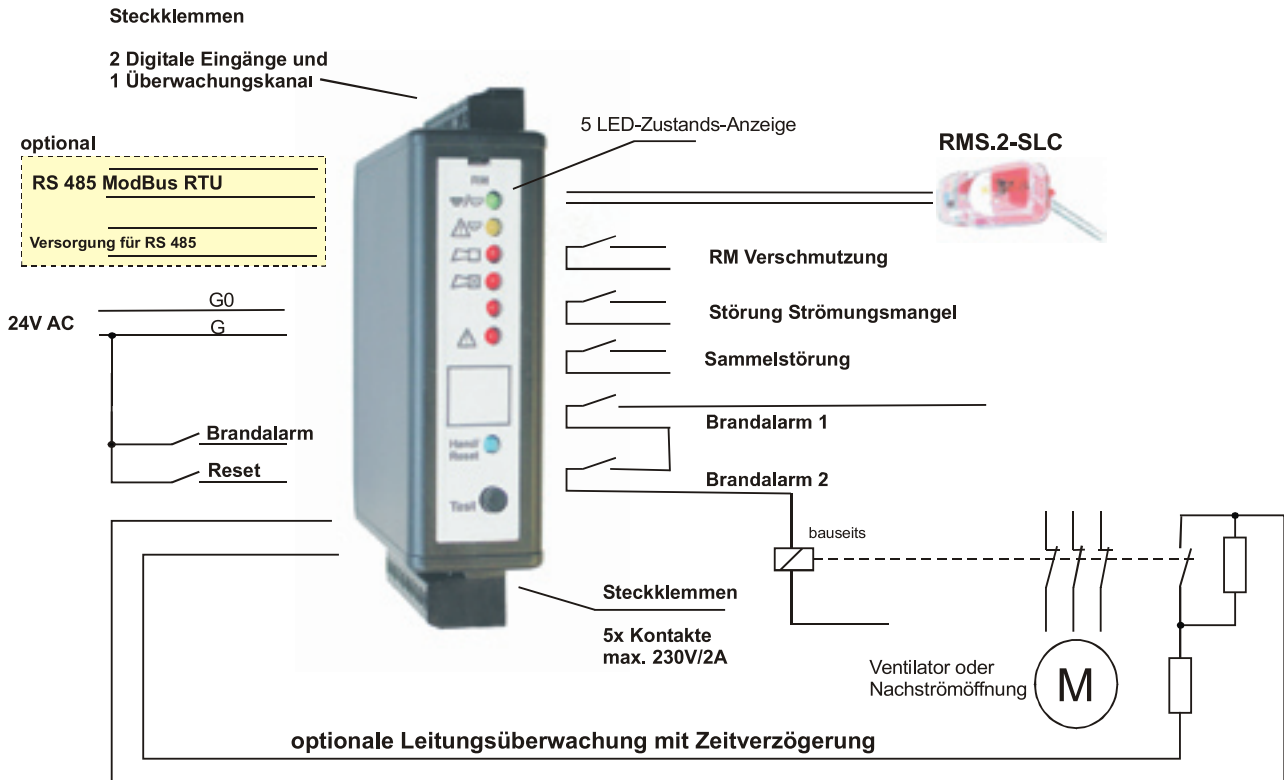 Steckklemmen
2 Digitale Eingänge und
1 Überwachungskanal
5 LED-Zustands-Anzeige
optional
RS 485 ModBus RTU
Versorgung für RS 485
RMS.2-SLC
RM
RM Verschmutzung
G0
24V AC
G
Störung Strömungsmangel
Sammelstörung
Brandalarm
Reset
Brandalarm 1
Hand/
Reset
Brandalarm 2
Test
bauseits
Steckklemmen
5x Kontakte
max. 230V/2A
Ventilator oder
Nachströmöffnung
M
optionale Leitungsüberwachung mit Zeitverzögerung